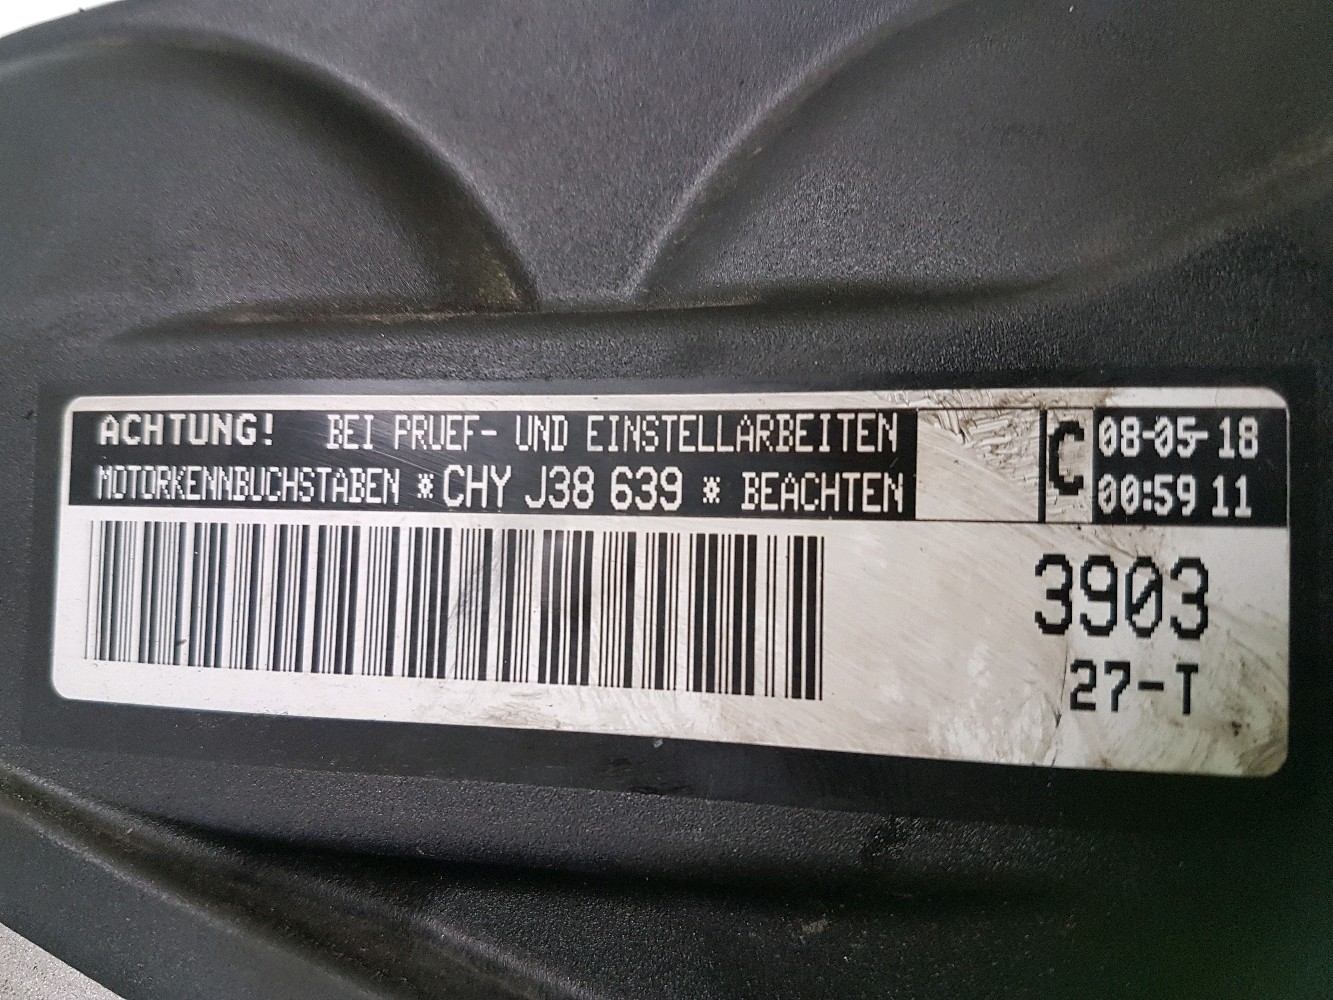 ACHTUNG! BEI PRUEF- UND EINSTELLARBEITEN
MOTORKENNBUCHSTABEN *CHY J38 639 * BEACHTEN
C
08-05-18
00:59 11
3903
27-T